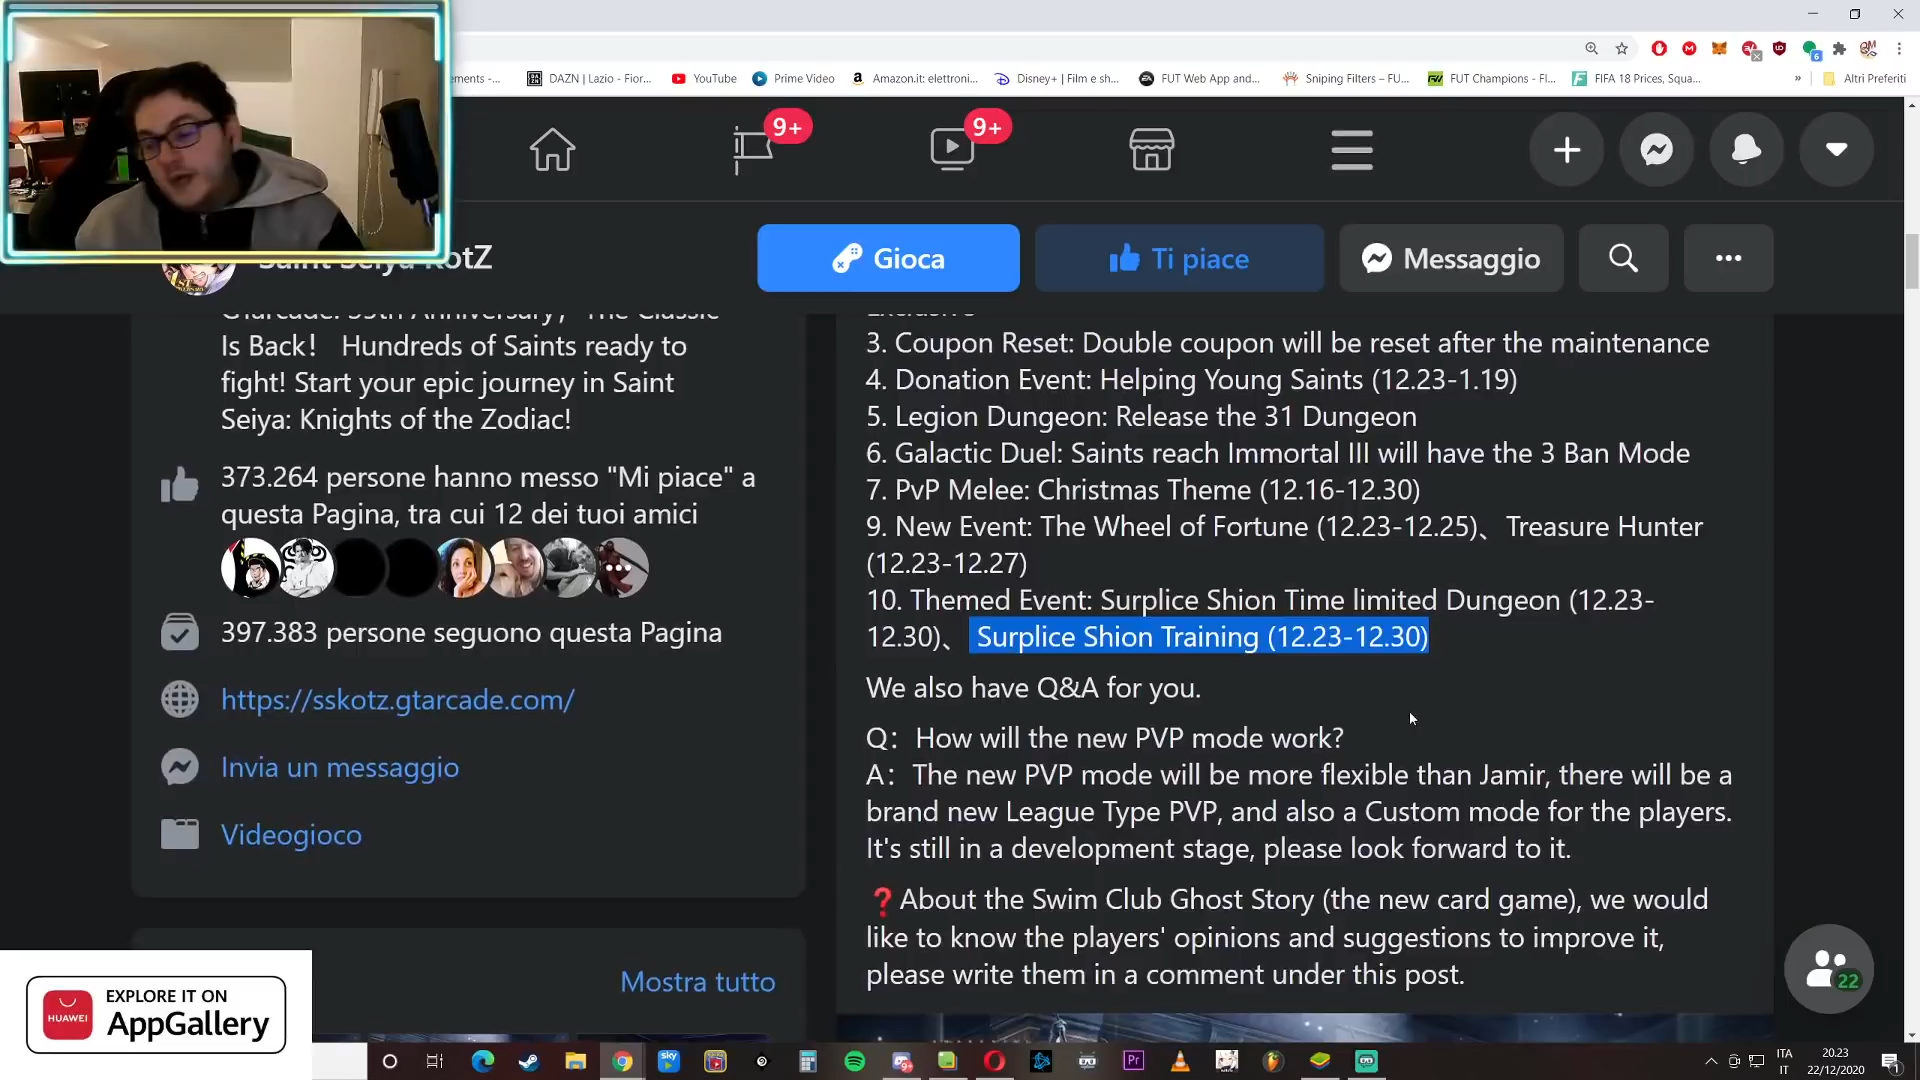 ements -...
DAZN | Lazio - Fior...
YouTube
Prime Video
Amazon.it: elettroni...
Disney+ | Film e sh...
FUT Web App and...
Sniping Filters – FU...
FUT Champions - FI...
FIFA 18 Prices, Squa...
»
Altri Preferiti
9+
9+
Saint Seiya KotZ
Gioca
Ti piace
Messaggio
GTarcade. 35th Anniversary，The Classic
Is Back！ Hundreds of Saints ready to
fight! Start your epic journey in Saint
Seiya: Knights of the Zodiac!
373.264 persone hanno messo "Mi piace" a
questa Pagina, tra cui 12 dei tuoi amici
397.383 persone seguono questa Pagina
https://sskotz.gtarcade.com/
Invia un messaggio
Videogioco
Mostra tutto
Exclusive
3. Coupon Reset: Double coupon will be reset after the maintenance
4. Donation Event: Helping Young Saints (12.23-1.19)
5. Legion Dungeon: Release the 31 Dungeon
6. Galactic Duel: Saints reach Immortal III will have the 3 Ban Mode
7. PvP Melee: Christmas Theme (12.16-12.30)
9. New Event: The Wheel of Fortune (12.23-12.25)、Treasure Hunter
(12.23-12.27)
10. Themed Event: Surplice Shion Time limited Dungeon (12.23-
12.30)、 Surplice Shion Training (12.23-12.30)
We also have Q&A for you.
Q：How will the new PVP mode work?
A：The new PVP mode will be more flexible than Jamir, there will be a
brand new League Type PVP, and also a Custom mode for the players.
It's still in a development stage, please look forward to it.
❓About the Swim Club Ghost Story (the new card game), we would
like to know the players' opinions and suggestions to improve it,
please write them in a comment under this post.
22
HUAWEI
EXPLORE IT ON
AppGallery
sky
Pr
ITA
IT
20.23
22/12/2020